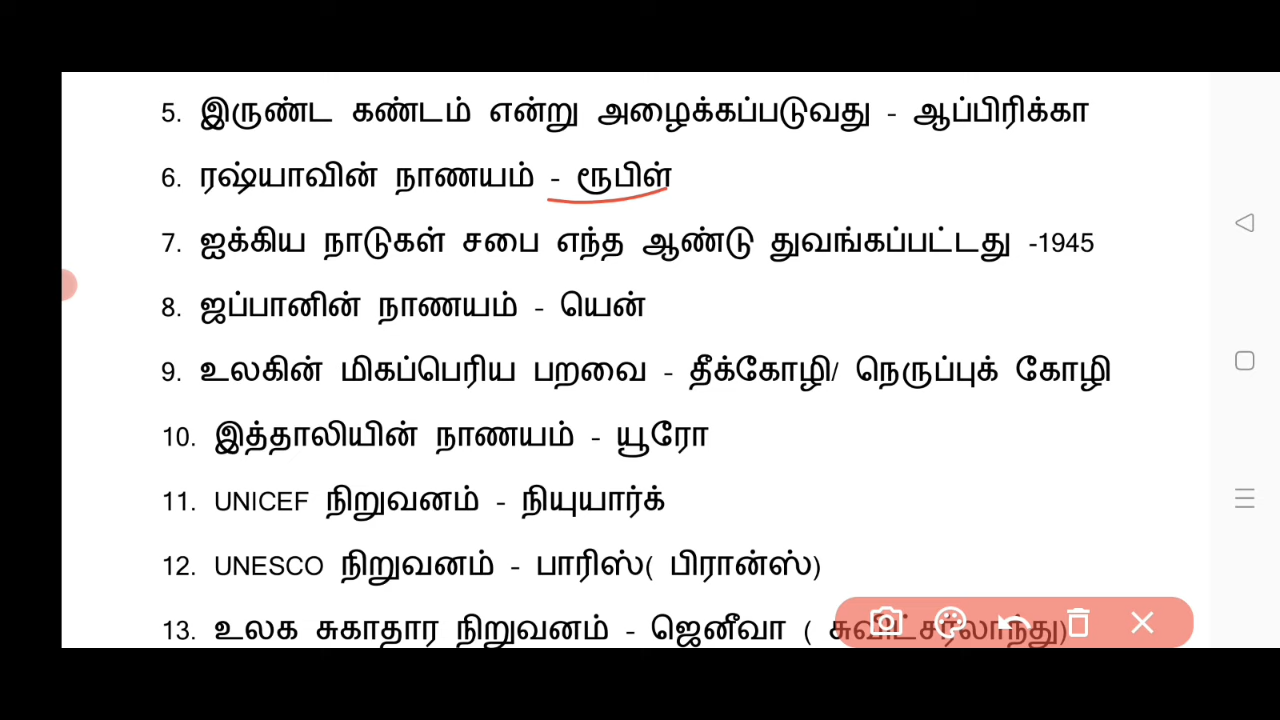 5. இருண்ட கண்டம் என்று அழைக்கப்படுவது - ஆப்பிரிக்கா
6. ரஷ்யாவின் நாணயம் - ரூபிள்
7. ஐக்கிய நாடுகள் சபை எந்த ஆண்டு துவங்கப்பட்டது -1945
8. ஜப்பானின் நாணயம் - யென்
9. உலகின் மிகப்பெரிய பறவை - தீக்கோழி/ நெருப்புக் கோழி
10. இத்தாலியின் நாணயம் - யூரோ
11. UNICEF நிறுவனம் - நியுயார்க்
12. UNESCO நிறுவனம் - பாரிஸ்( பிரான்ஸ்)
13. உலக சுகாதார நிறுவனம் - ஜெனீவா ( சுவிட்சர்லாந்து)